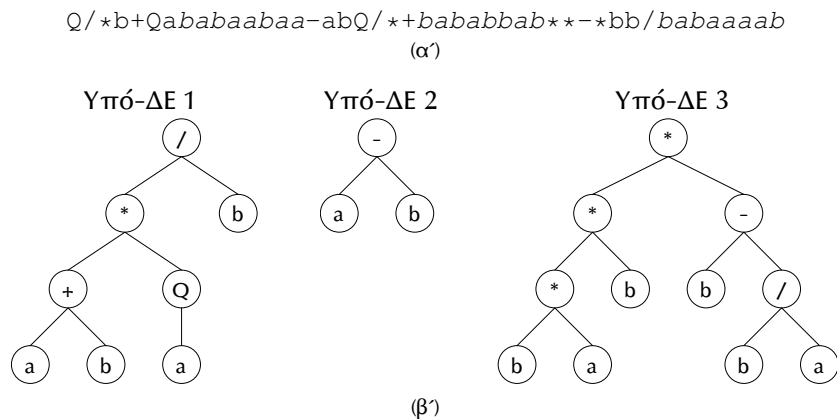 Q/*b+Qababaabaa-abQ/*+bababbab**-*bb/babaaaab
(α′)
Υπό-ΔΕ 1 Υπό-ΔΕ 2 Υπό-ΔΕ 3
/ - *
* b a b * -
+ Q * b b /
a b a b a b a
(β′)